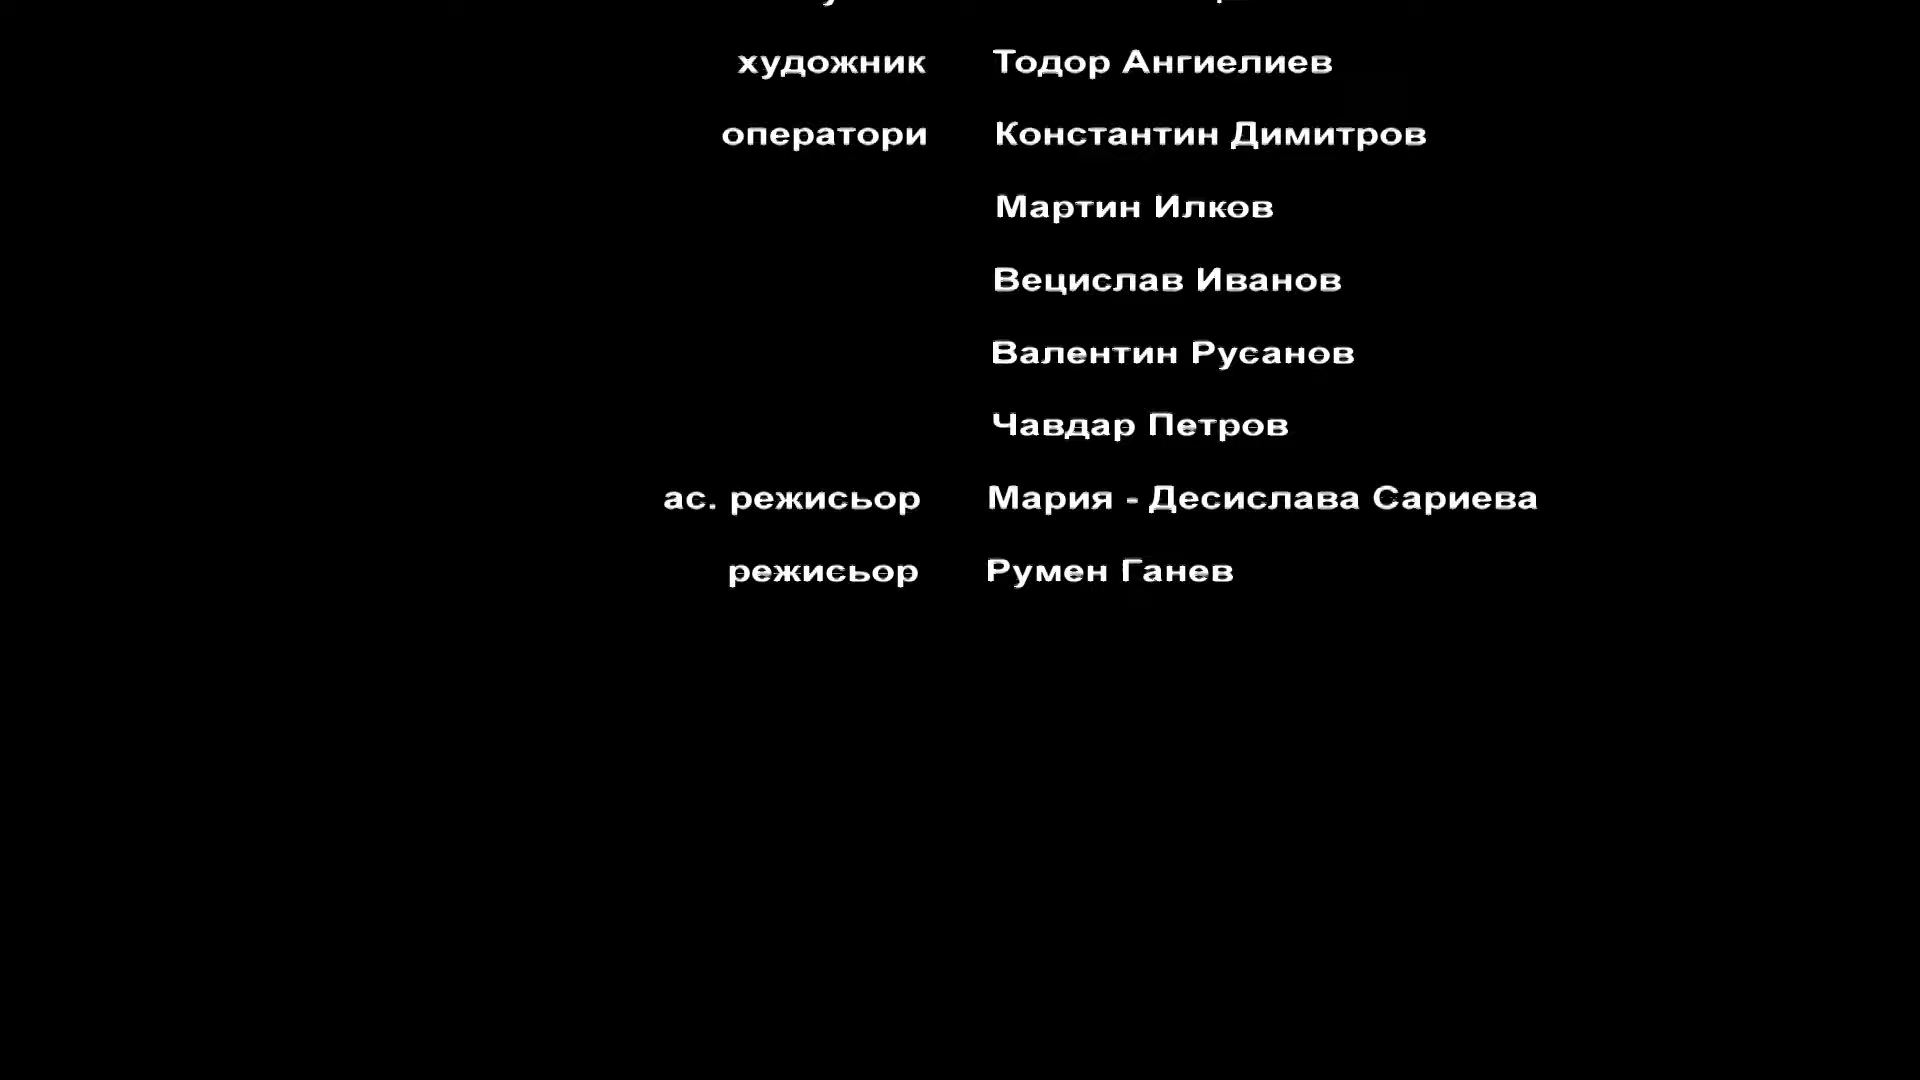 художник Тодор Ангиелиев
оператори Константин Димитров
Мартин Илков
Вецислав Иванов
Валентин Русанов
Чавдар Петров
ас. режисьор Мария - Десислава Сариева
режисьор Румен Ганев